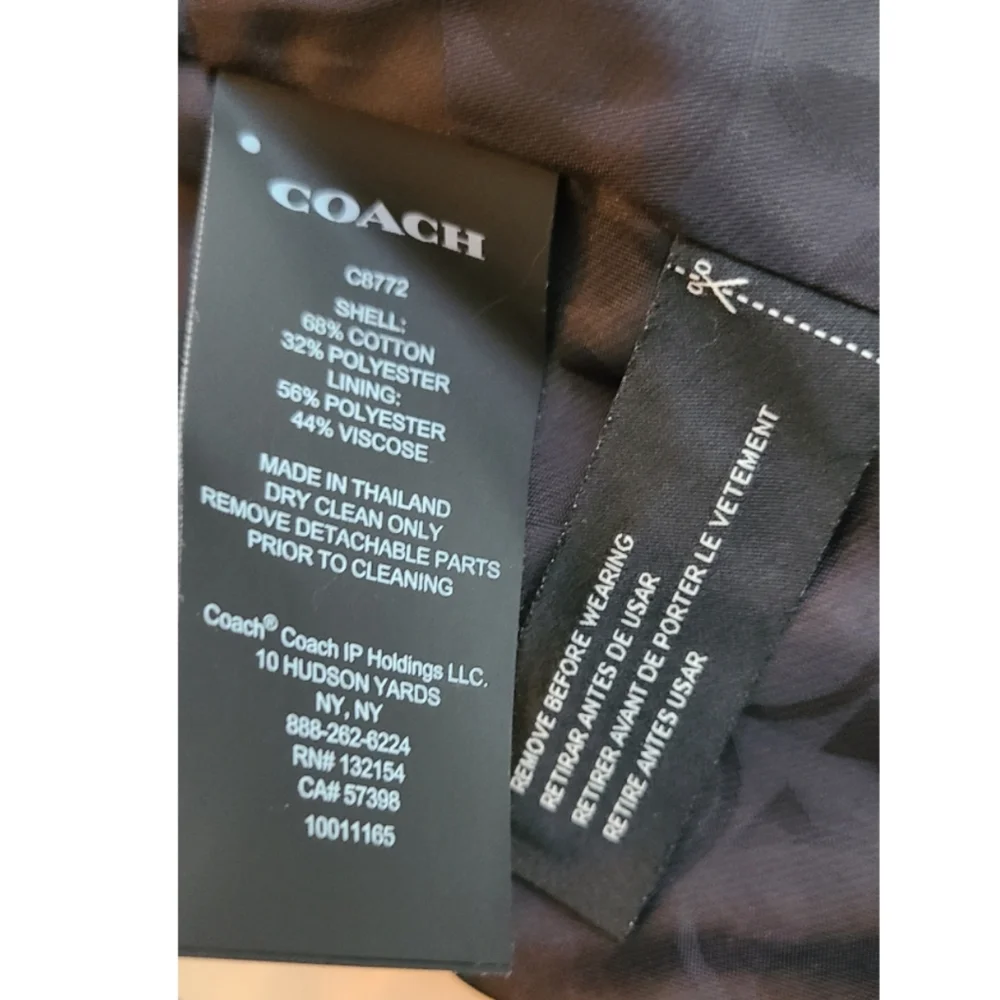 COACH
C8772
SHELL:
68% COTTON
32% POLYESTER
LINING:
56% POLYESTER
44% VISCOSE
MADE IN THAILAND
DRY CLEAN ONLY
REMOVE DETACHABLE PARTS
PRIOR TO CLEANING
Coach® Coach IP Holdings LLC.
10 HUDSON YARDS
NY, NY
888-262-6224
RN# 132154
CA# 57398
10011165
REMOVE BEFORE WEARING
RETIRAR ANTES DE USAR
RETIRER AVANT DE PORTER LE VETEMENT
RETIRE ANTES USAR